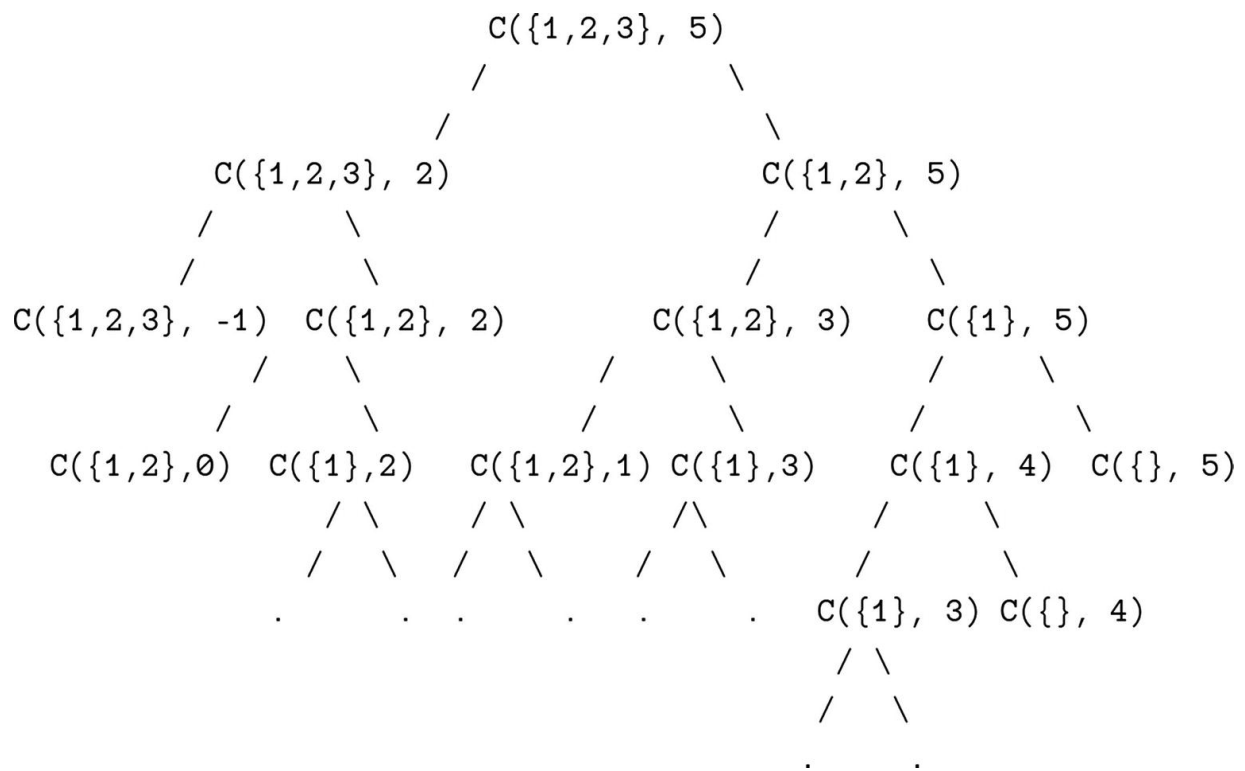 C({1,2,3}, 5)
/ \
/ \
C({1,2,3}, 2) C({1,2}, 5)
/ \ / \
/ \ / \
C({1,2,3}, -1) C({1,2}, 2) C({1,2}, 3) C({1}, 5)
/ \ / \ / \
/ \ / \ / \
C({1,2},0) C({1},2) C({1,2},1) C({1},3) C({1}, 4) C({}, 5)
/ \ / \ /\ / \
/ \ / \ / \ / \
. . . . . . C({1}, 3) C({}, 4)
/ \
/ \
. .